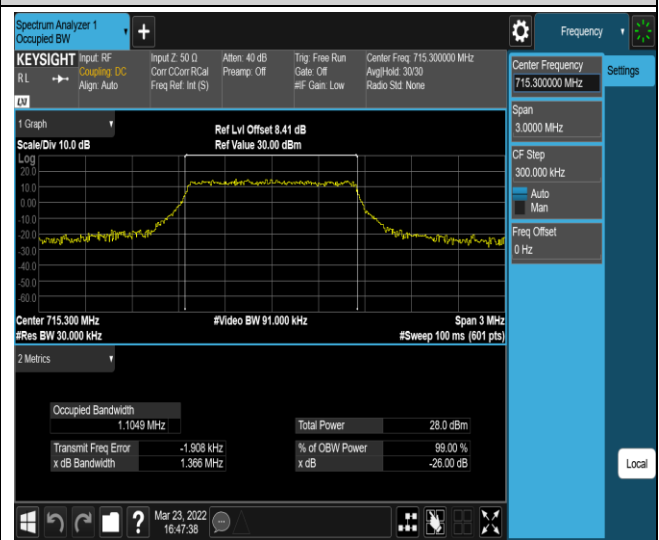 Spectrum Analyzer 1
Occupied BW
+
Frequency
KEYSIGHT
RL
LXI
Input: RF
Coupling: DC
Align: Auto
Input Z: 50 Ω
Corr CCorr RCal
Freq Ref: Int (S)
Atten: 40 dB
Preamp: Off
Trig: Free Run
Gate: Off
#IF Gain: Low
Center Freq: 715.300000 MHz
Avg|Hold: 30/30
Radio Std: None
Center Frequency
715.300000 MHz
Settings
Span
3.0000 MHz
CF Step
300.000 kHz
Auto
Man
Freq Offset
0 Hz
1 Graph
Scale/Div 10.0 dB
Ref Lvl Offset 8.41 dB
Ref Value 30.00 dBm
Log
20.0
10.0
0.00
-10.0
-20.0
-30.0
-40.0
-50.0
-60.0
Center 715.300 MHz
#Res BW 30.000 kHz
#Video BW 91.000 kHz
Span 3 MHz
#Sweep 100 ms (601 pts)
2 Metrics
Occupied Bandwidth
1.1049 MHz
Total Power 28.0 dBm
Transmit Freq Error -1.908 kHz
% of OBW Power 99.00 %
x dB Bandwidth 1.366 MHz
x dB -26.00 dB
Local
?
Mar 23, 2022
16:47:38